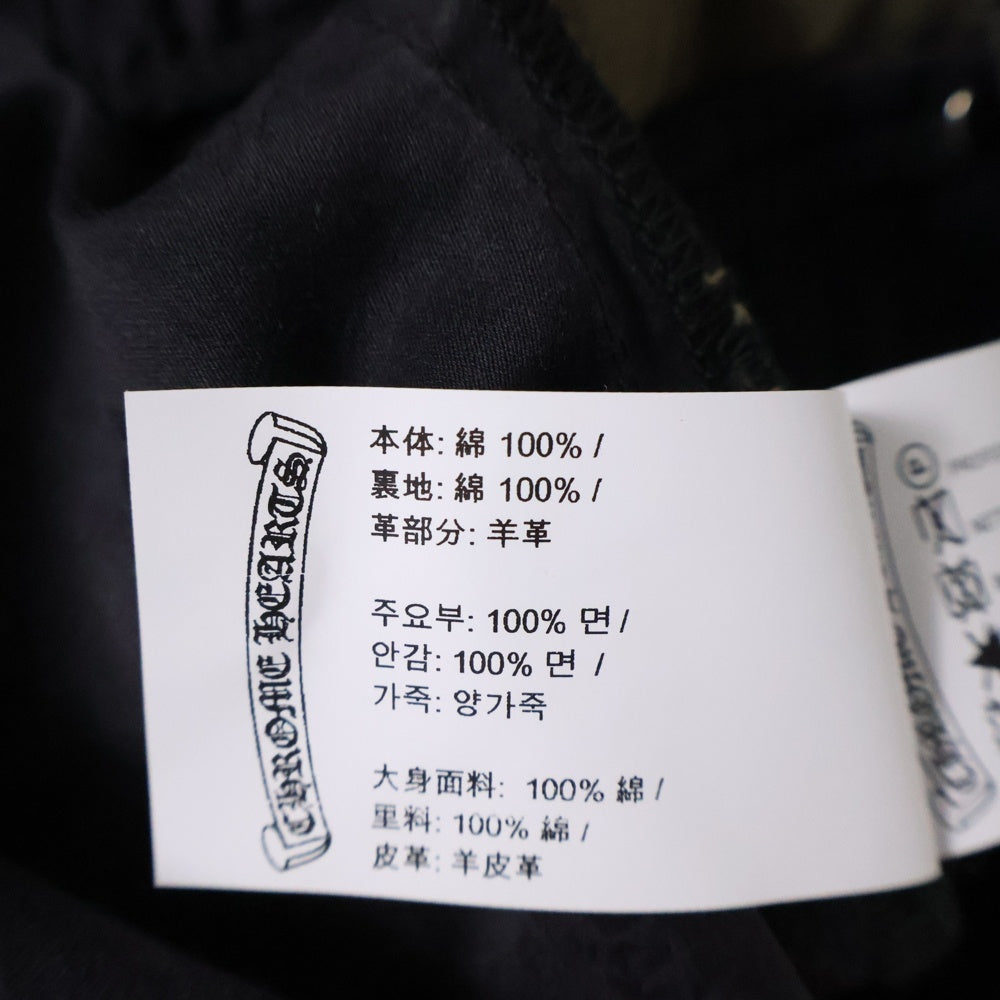 CHROME HEARTS
本体: 綿 100% /
裏地: 綿 100% /
革部分: 羊革
주요부: 100% 면 /
안감: 100% 면 /
가죽: 양가죽
大身面料: 100% 綿 /
里料: 100% 綿 /
皮革: 羊皮革